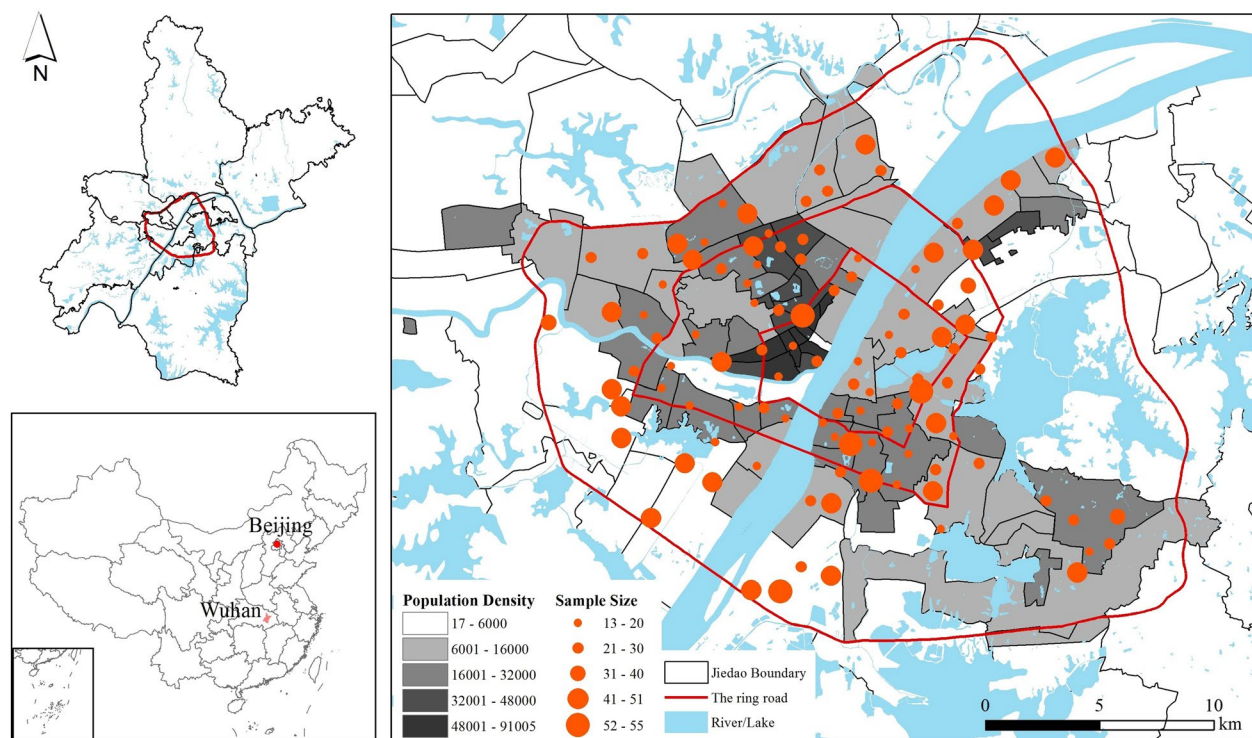 N
Beijing
Wuhan
Population Density
17 - 6000
6001 - 16000
16001 - 32000
32001 - 48000
48001 - 91005
Sample Size
13 - 20
21 - 30
31 - 40
41 - 51
52 - 55
Jiedao Boundary
The ring road
River/Lake
0 5 10
km